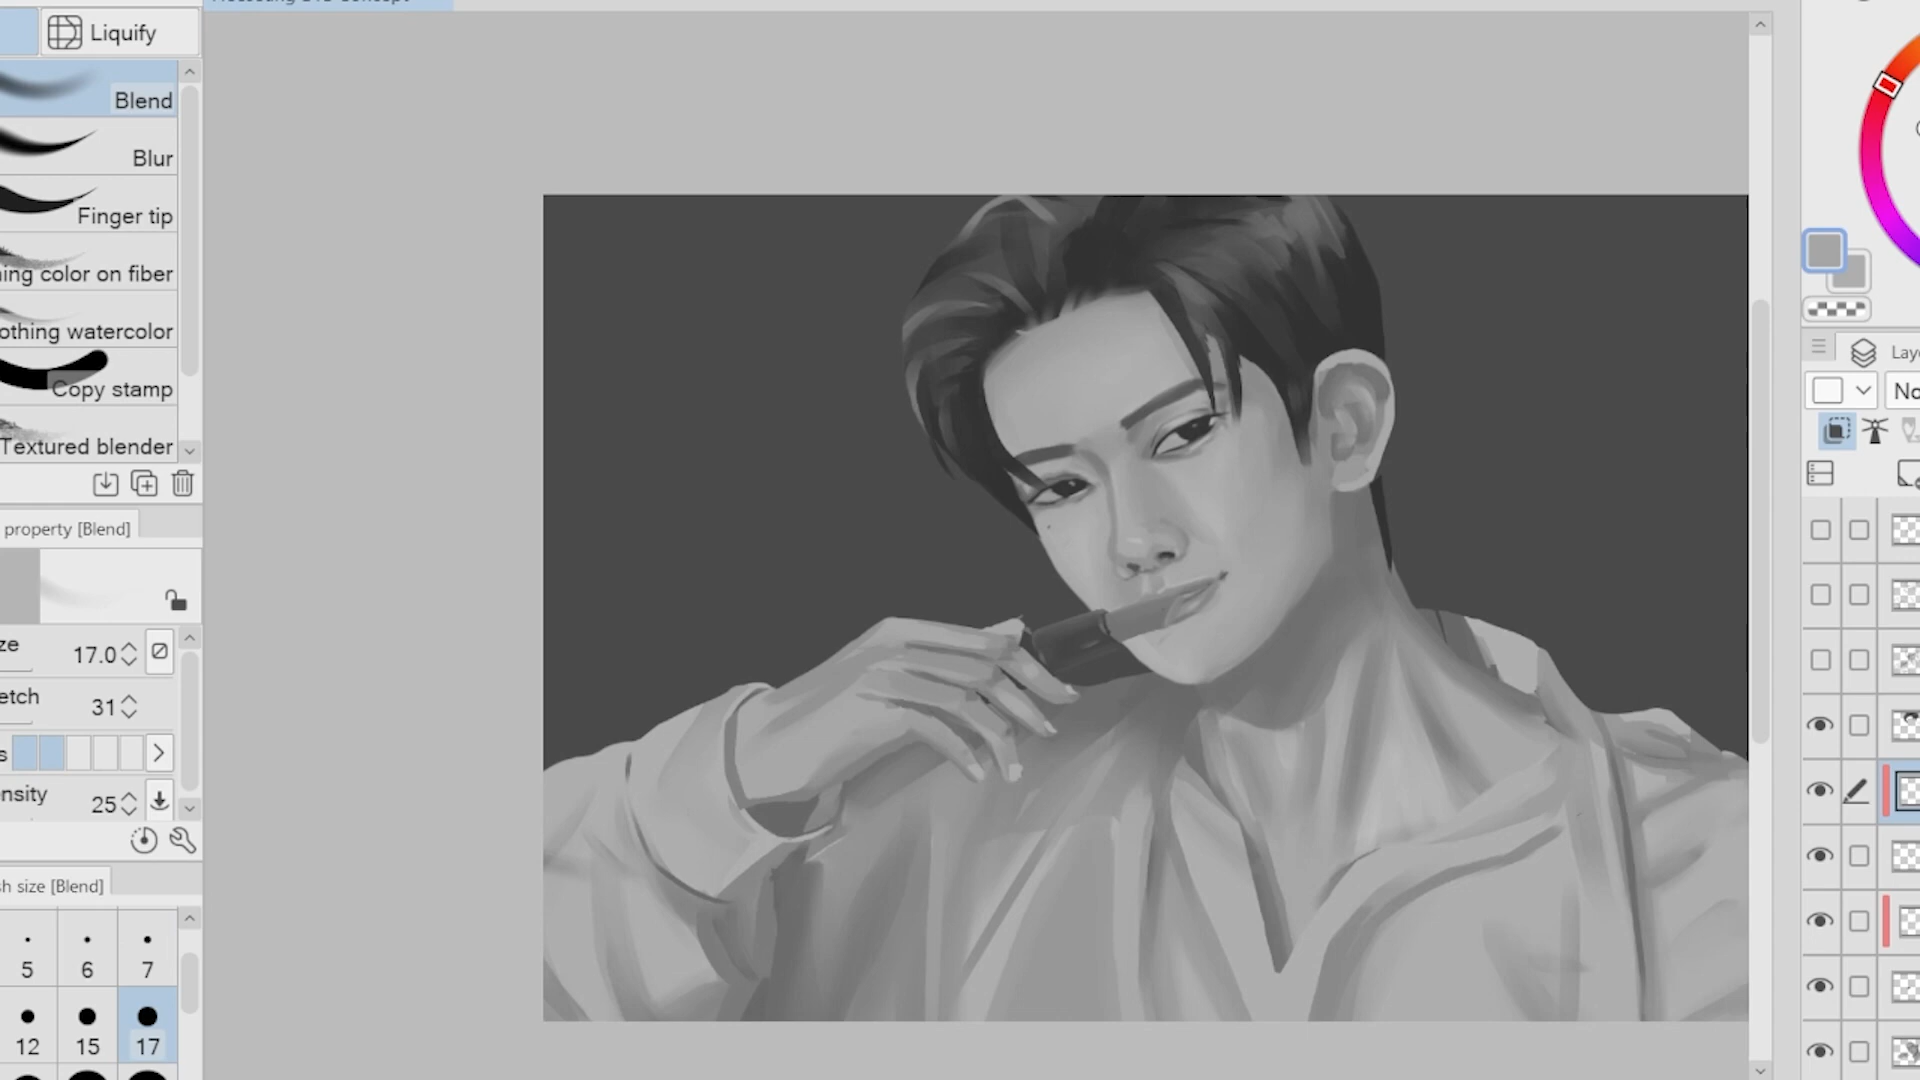 Liquify
Blend
Blur
Finger tip
ing color on fiber
othing watercolor
Copy stamp
Textured blender
property [Blend]
ze 17.0
etch 31
s
nsity 25
h size [Blend]
5 6 7
12 15 17
Lay
No